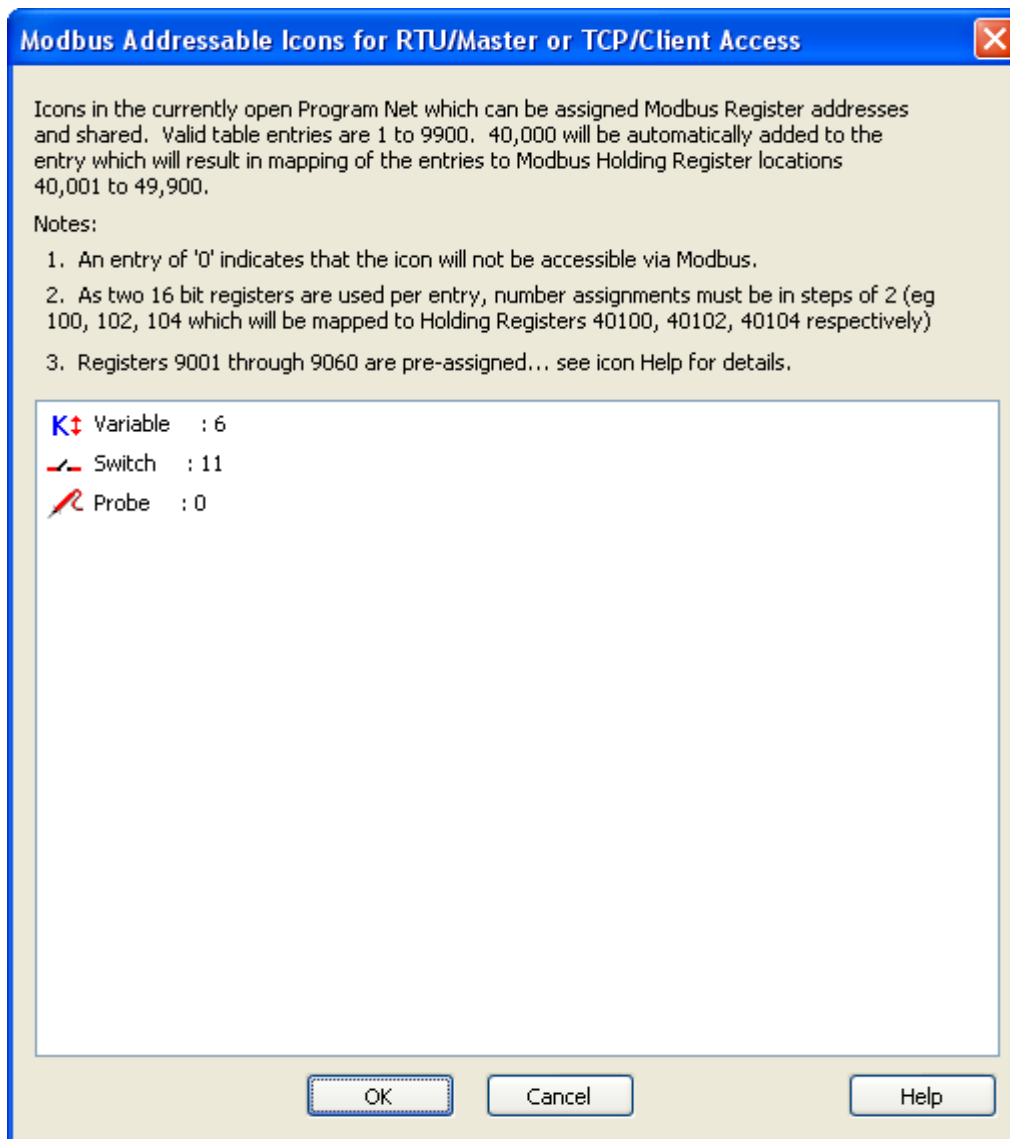 Modbus Addressable Icons for RTU/Master or TCP/Client Access
Icons in the currently open Program Net which can be assigned Modbus Register addresses
and shared.  Valid table entries are 1 to 9900.  40,000 will be automatically added to the
entry which will result in mapping of the entries to Modbus Holding Register locations
40,001 to 49,900.
Notes:
1.  An entry of '0' indicates that the icon will not be accessible via Modbus.
2.  As two 16 bit registers are used per entry, number assignments must be in steps of 2 (eg
100, 102, 104 which will be mapped to Holding Registers 40100, 40102, 40104 respectively)
3.  Registers 9001 through 9060 are pre-assigned... see icon Help for details.
K Variable : 6
Switch : 11
Probe : 0
OK Cancel Help